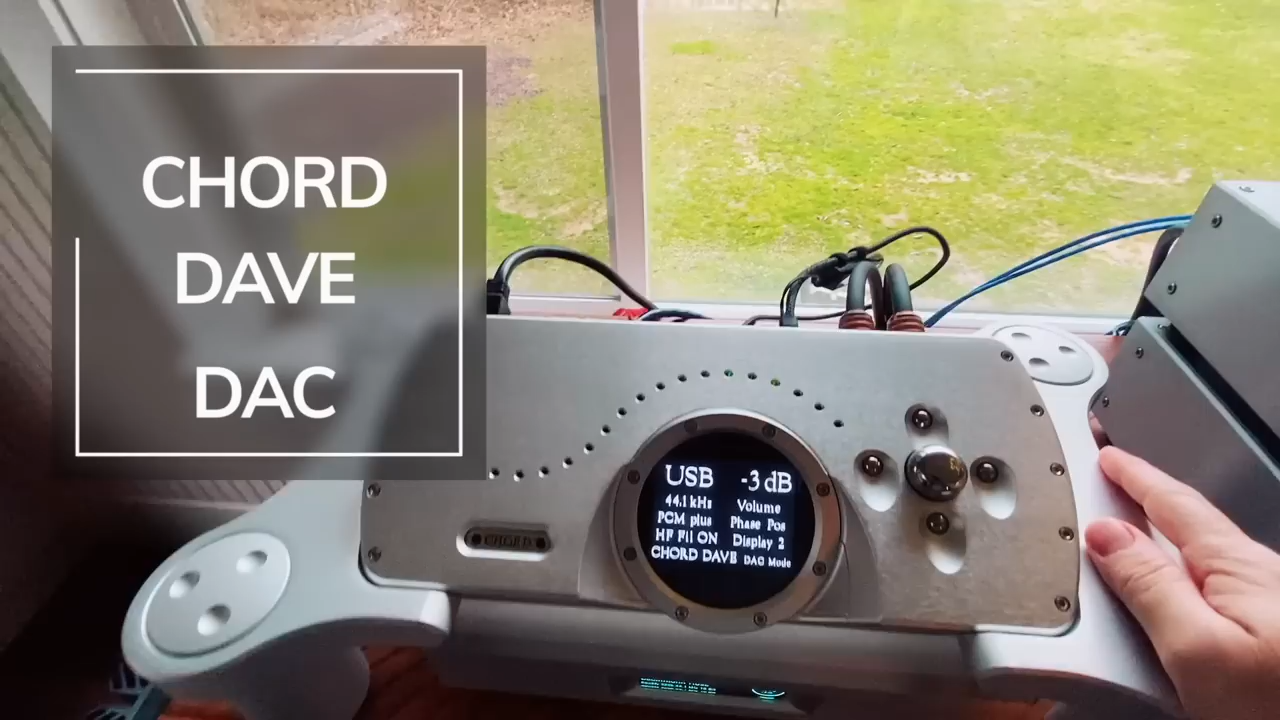 CHORD
DAVE
DAC
USB -3 dB
44.1 kHz Volume
PCM plus Phase Pos
HF Fil ON Display 2
CHORD DAVE DAC Mode
CHORD